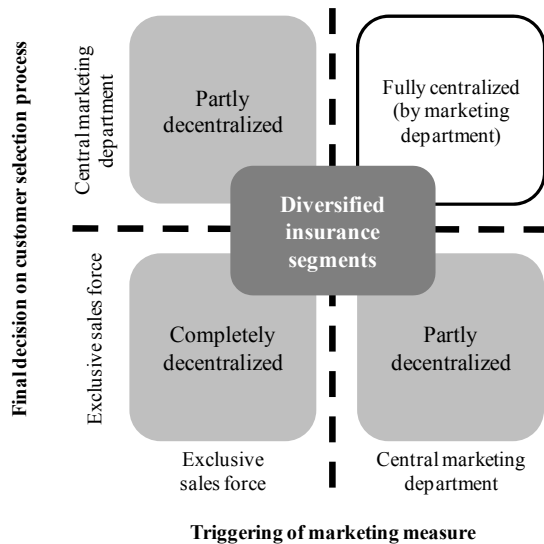 Final decision on customer selection process
Central marketing
department
Partly
decentralized
Fully centralized
(by marketing
department)
Diversified
insurance
segments
Exclusive sales force
Completely
decentralized
Partly
decentralized
Exclusive
sales force
Central marketing
department
Triggering of marketing measure